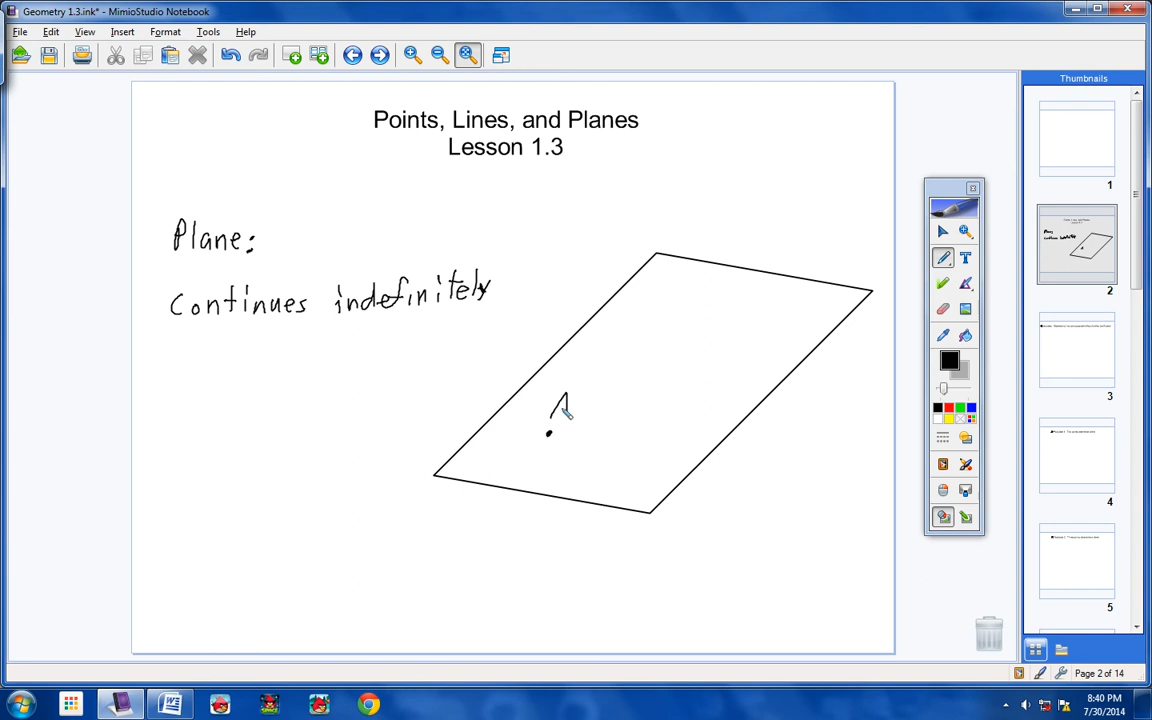 Geometry 1.3.ink* - MimioStudio Notebook
File Edit View Insert Format Tools Help
Thumbnails
Points, Lines, and Planes
Lesson 1.3
Plane:
Continues indefinitely
A
1
2
3
4
5
Page 2 of 14
8:40 PM
7/30/2014